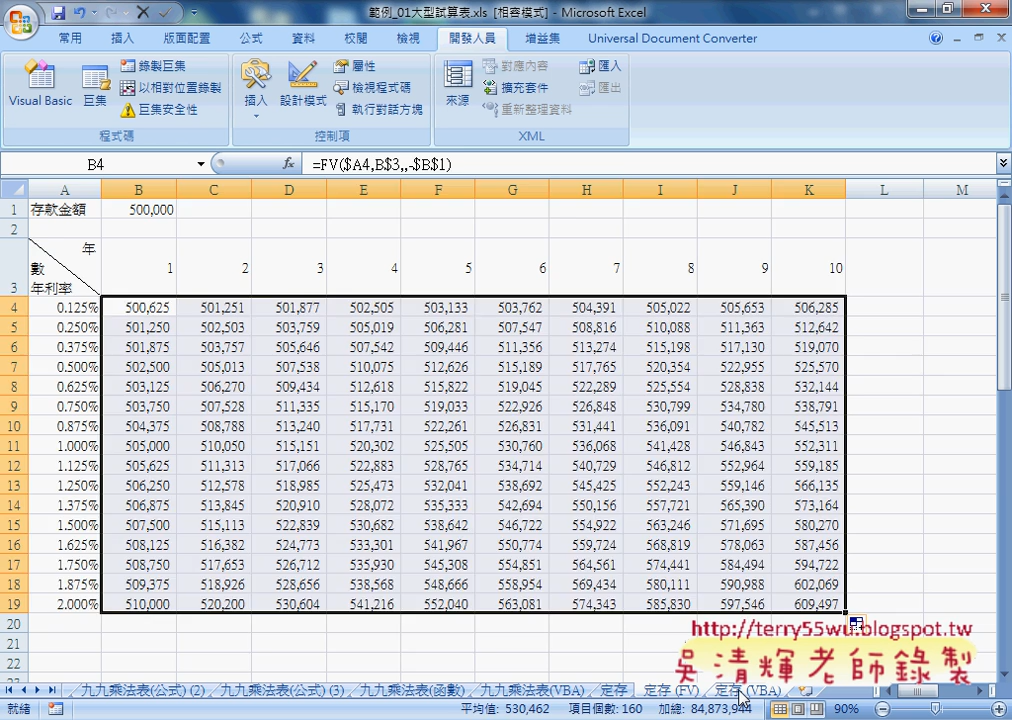 範例_01大型試算表.xls [相容模式] - Microsoft Excel
常用 插入 版面配置 公式 資料 校閱 檢視 開發人員 增益集 Universal Document Converter
Visual Basic 巨集 錄製巨集 以相對位置錄製 巨集安全性 程式碼
插入 設計模式 屬性 檢視程式碼 執行對話方塊 控制項
來源 對應內容 擴充套件 重新整理資料 匯入 匯出 XML
B4 fx =FV($A4,B$3,,-$B$1)
A B C D E F G H I J K L M
1 存款金額 500,000
2
年
數
3 年利率 1 2 3 4 5 6 7 8 9 10
4 0.125% 500,625 501,251 501,877 502,505 503,133 503,762 504,391 505,022 505,653 506,285
5 0.250% 501,250 502,503 503,759 505,019 506,281 507,547 508,816 510,088 511,363 512,642
6 0.375% 501,875 503,757 505,646 507,542 509,446 511,356 513,274 515,198 517,130 519,070
7 0.500% 502,500 505,013 507,538 510,075 512,626 515,189 517,765 520,354 522,955 525,570
8 0.625% 503,125 506,270 509,434 512,618 515,822 519,045 522,289 525,554 528,838 532,144
9 0.750% 503,750 507,528 511,335 515,170 519,033 522,926 526,848 530,799 534,780 538,791
10 0.875% 504,375 508,788 513,240 517,731 522,261 526,831 531,441 536,091 540,782 545,513
11 1.000% 505,000 510,050 515,151 520,302 525,505 530,760 536,068 541,428 546,843 552,311
12 1.125% 505,625 511,313 517,066 522,883 528,765 534,714 540,729 546,812 552,964 559,185
13 1.250% 506,250 512,578 518,985 525,473 532,041 538,692 545,425 552,243 559,146 566,135
14 1.375% 506,875 513,845 520,910 528,072 535,333 542,694 550,156 557,721 565,390 573,164
15 1.500% 507,500 515,113 522,839 530,682 538,642 546,722 554,922 563,246 571,695 580,270
16 1.625% 508,125 516,382 524,773 533,301 541,967 550,774 559,724 568,819 578,063 587,456
17 1.750% 508,750 517,653 526,712 535,930 545,308 554,851 564,561 574,441 584,494 594,722
18 1.875% 509,375 518,926 528,656 538,568 548,666 558,954 569,434 580,111 590,988 602,069
19 2.000% 510,000 520,200 530,604 541,216 552,040 563,081 574,343 585,830 597,546 609,497
20
21
22
http://terry55wu.blogspot.tw
吳清輝老師錄製
九九乘法表(公式) (2) 九九乘法表(公式) (3) 九九乘法表(函數) 九九乘法表(VBA) 定存 定存 (FV) 定存 (VBA)
就緒 平均值: 530,462 項目個數: 160 加總: 84,873,944 90%